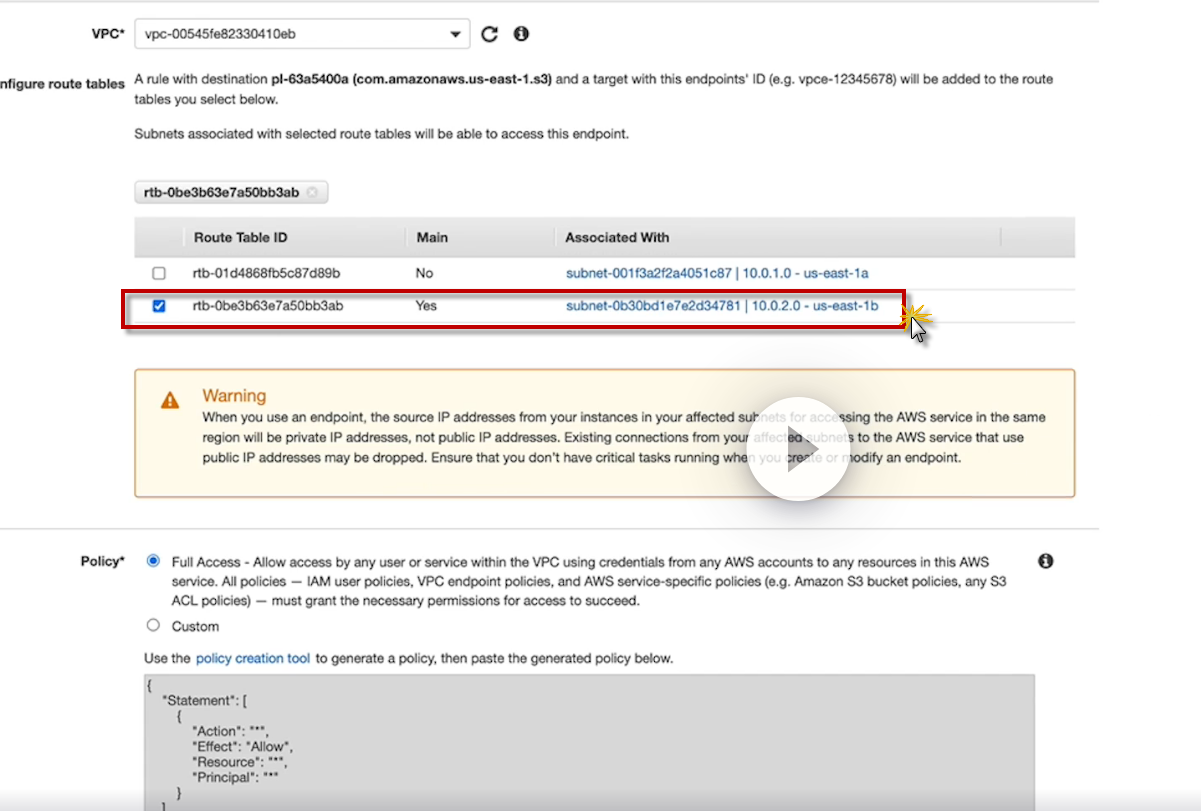 VPC*
vpc-00545fe82330410eb
nfigure route tables
A rule with destination pl-63a5400a (com.amazonaws.us-east-1.s3) and a target with this endpoints' ID (e.g. vpce-12345678) will be added to the route
tables you select below.
Subnets associated with selected route tables will be able to access this endpoint.
rtb-0be3b63e7a50bb3ab
Route Table ID Main Associated With
rtb-01d4868fb5c87d89b No subnet-001f3a2f2a4051c87 | 10.0.1.0 - us-east-1a
rtb-0be3b63e7a50bb3ab Yes subnet-0b30bd1e7e2d34781 | 10.0.2.0 - us-east-1b
Warning
When you use an endpoint, the source IP addresses from your instances in your affected subnets for accessing the AWS service in the same
region will be private IP addresses, not public IP addresses. Existing connections from your affected subnets to the AWS service that use
public IP addresses may be dropped. Ensure that you don't have critical tasks running when you create or modify an endpoint.
Policy*
Full Access - Allow access by any user or service within the VPC using credentials from any AWS accounts to any resources in this AWS
service. All policies — IAM user policies, VPC endpoint policies, and AWS service-specific policies (e.g. Amazon S3 bucket policies, any S3
ACL policies) — must grant the necessary permissions for access to succeed.
Custom
Use the policy creation tool to generate a policy, then paste the generated policy below.
{
"Statement": [
{
"Action": "*",
"Effect": "Allow",
"Resource": "*",
"Principal": "*"
}
]